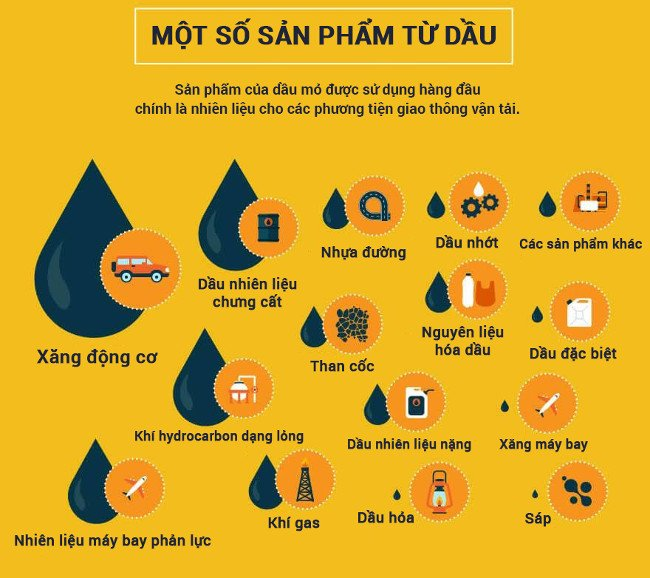 MỘT SỐ SẢN PHẨM TỪ DẦU
Sản phẩm của dầu mỏ được sử dụng hàng đầu
chính là nhiên liệu cho các phương tiện giao thông vận tải.
Xăng động cơ
Dầu nhiên liệu
chưng cất
Nhựa đường
Dầu nhớt
Các sản phẩm khác
Than cốc
Nguyên liệu
hóa dầu
Dầu đặc biệt
Khí hydrocarbon dạng lỏng
Dầu nhiên liệu nặng
Xăng máy bay
Nhiên liệu máy bay phân lực
Khí gas
Dầu hỏa
Sáp